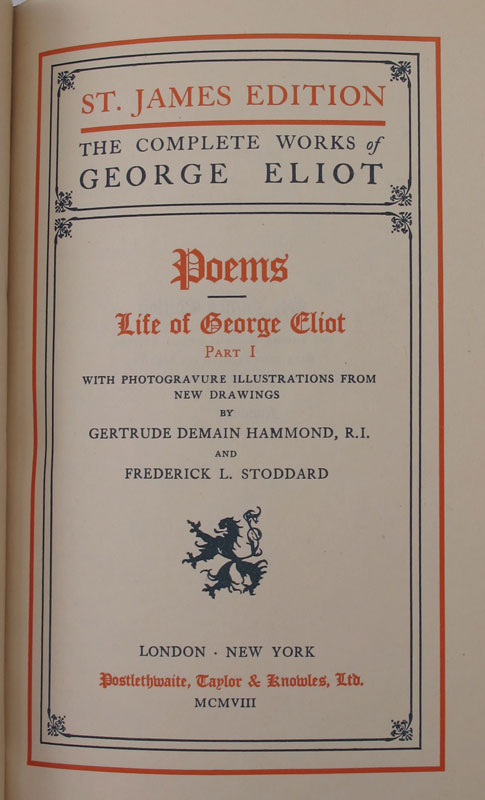 ST. JAMES EDITION
THE COMPLETE WORKS of
GEORGE ELIOT
Poems
Life of George Eliot
PART I
WITH PHOTOGRAVURE ILLUSTRATIONS FROM
NEW DRAWINGS
BY
GERTRUDE DEMAIN HAMMOND, R.I.
AND
FREDERICK L. STODDARD
LONDON · NEW YORK
Postlethwaite, Taylor & Knowles, Ltd.
MCMVIII